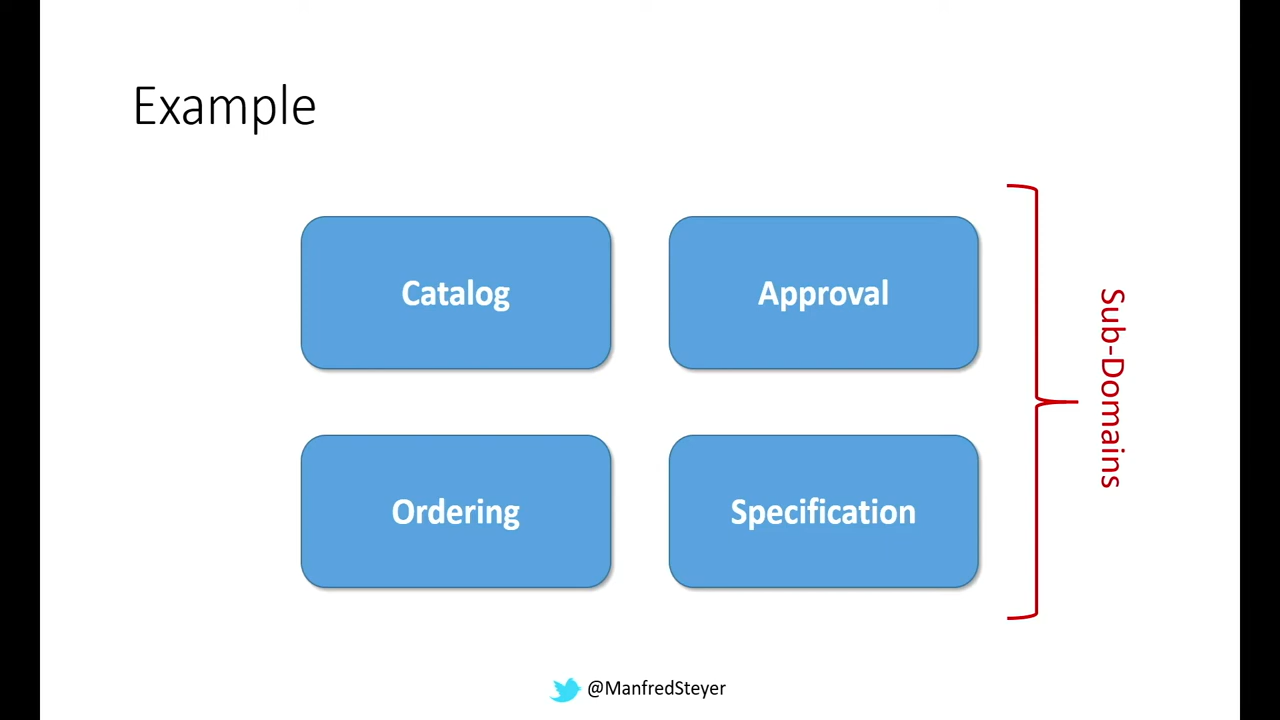 Example
Catalog
Approval
Ordering
Specification
Sub-Domains
@ManfredSteyer